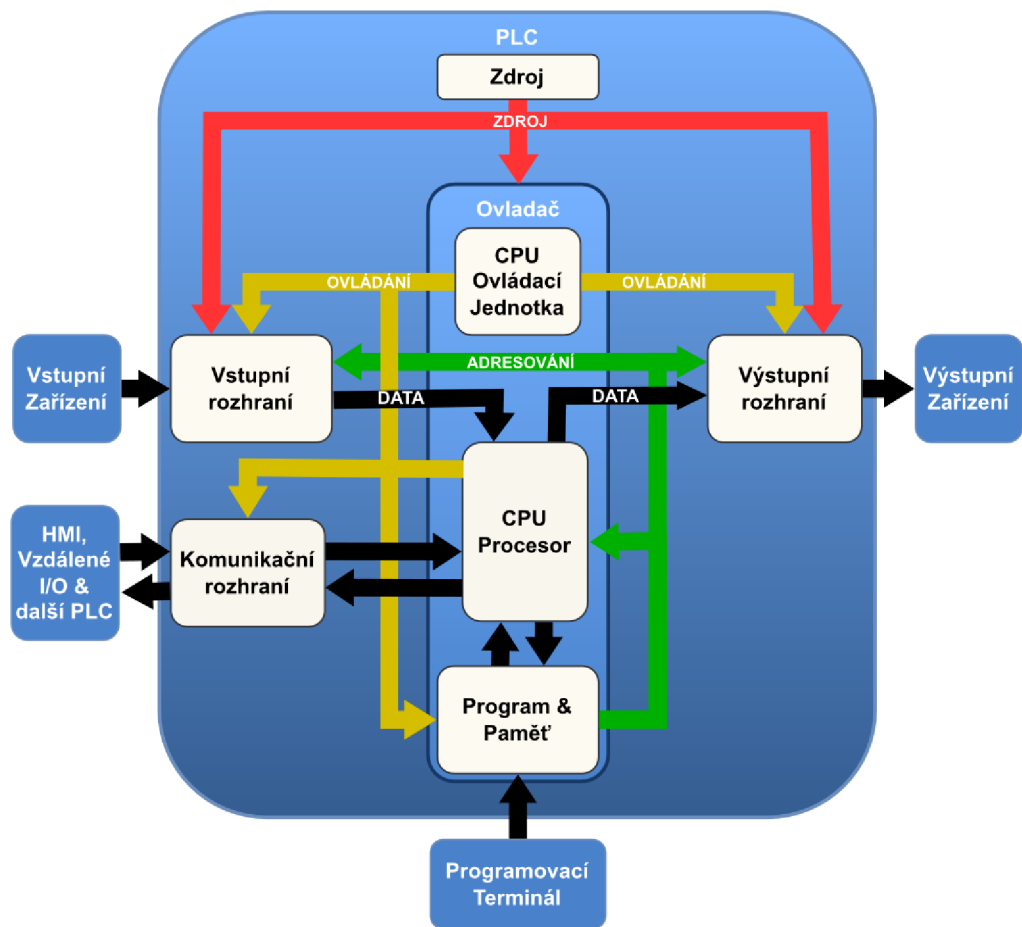 PLC
Zdroj
ZDROJ
Ovladač
CPU
Ovládací
Jednotka
OVLÁDÁNÍ
OVLÁDÁNÍ
Vstupní
Zařízení
Vstupní
rozhraní
ADRESOVÁNÍ
DATA
DATA
Výstupní
rozhraní
Výstupní
Zařízení
HMI,
Vzdálené
I/O &
další PLC
Komunikační
rozhraní
CPU
Procesor
Program &
Paměť
Programovací
Terminál